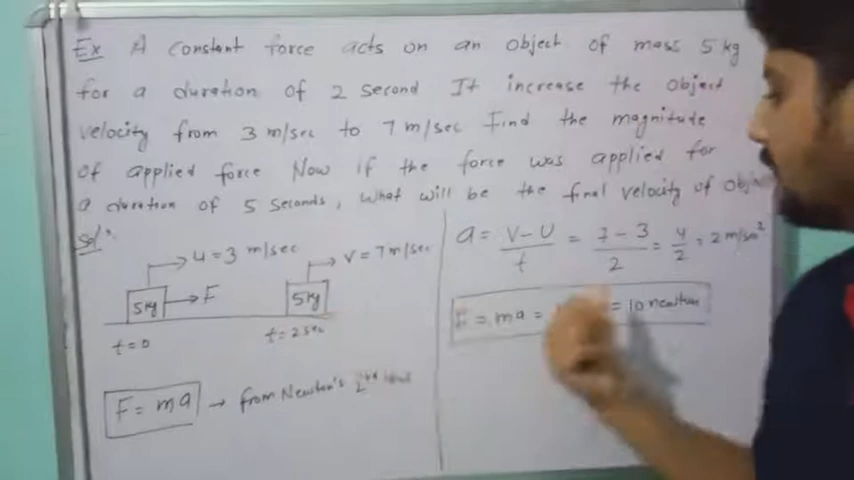 Ex A constant force acts on an object of mass 5 kg
for a duration of 2 second It increase the object
velocity from 3 m/sec to 7 m/sec Find the magnitude
of applied force Now if the force was applied for
a duration of 5 seconds, what will be the final velocity of
Sol:
u = 3 m/sec
v = 7 m/sec
5kg
F
5kg
t = 0
t = 2 sec
F = ma → from Newton's 2nd
a = V - U / t = 7 - 3 / 2 = 4 / 2 = 2 m/sec²
F = ma = = 10 newton